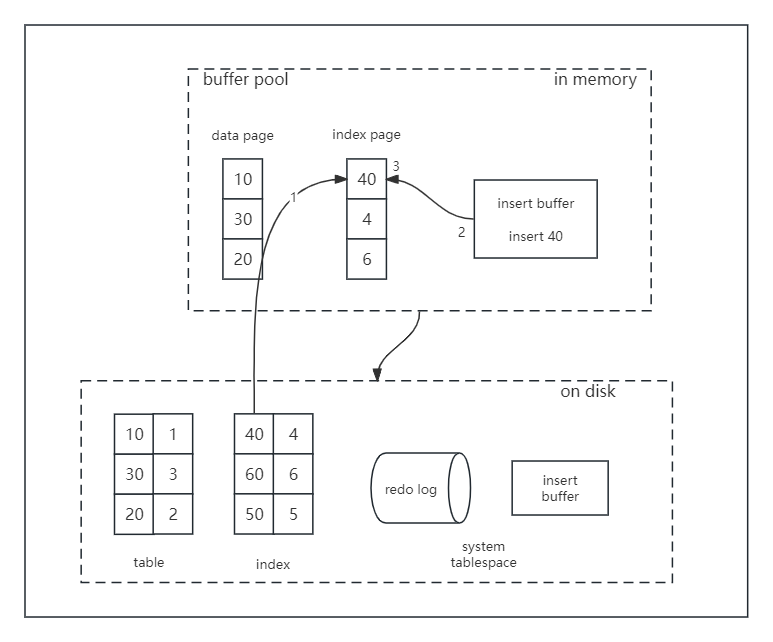 buffer pool
in memory
data page
index page
10
30
20
40
4
6
1
3
2
insert buffer
insert 40
on disk
10 1
30 3
20 2
40 4
60 6
50 5
redo log
insert
buffer
table
index
system
tablespace